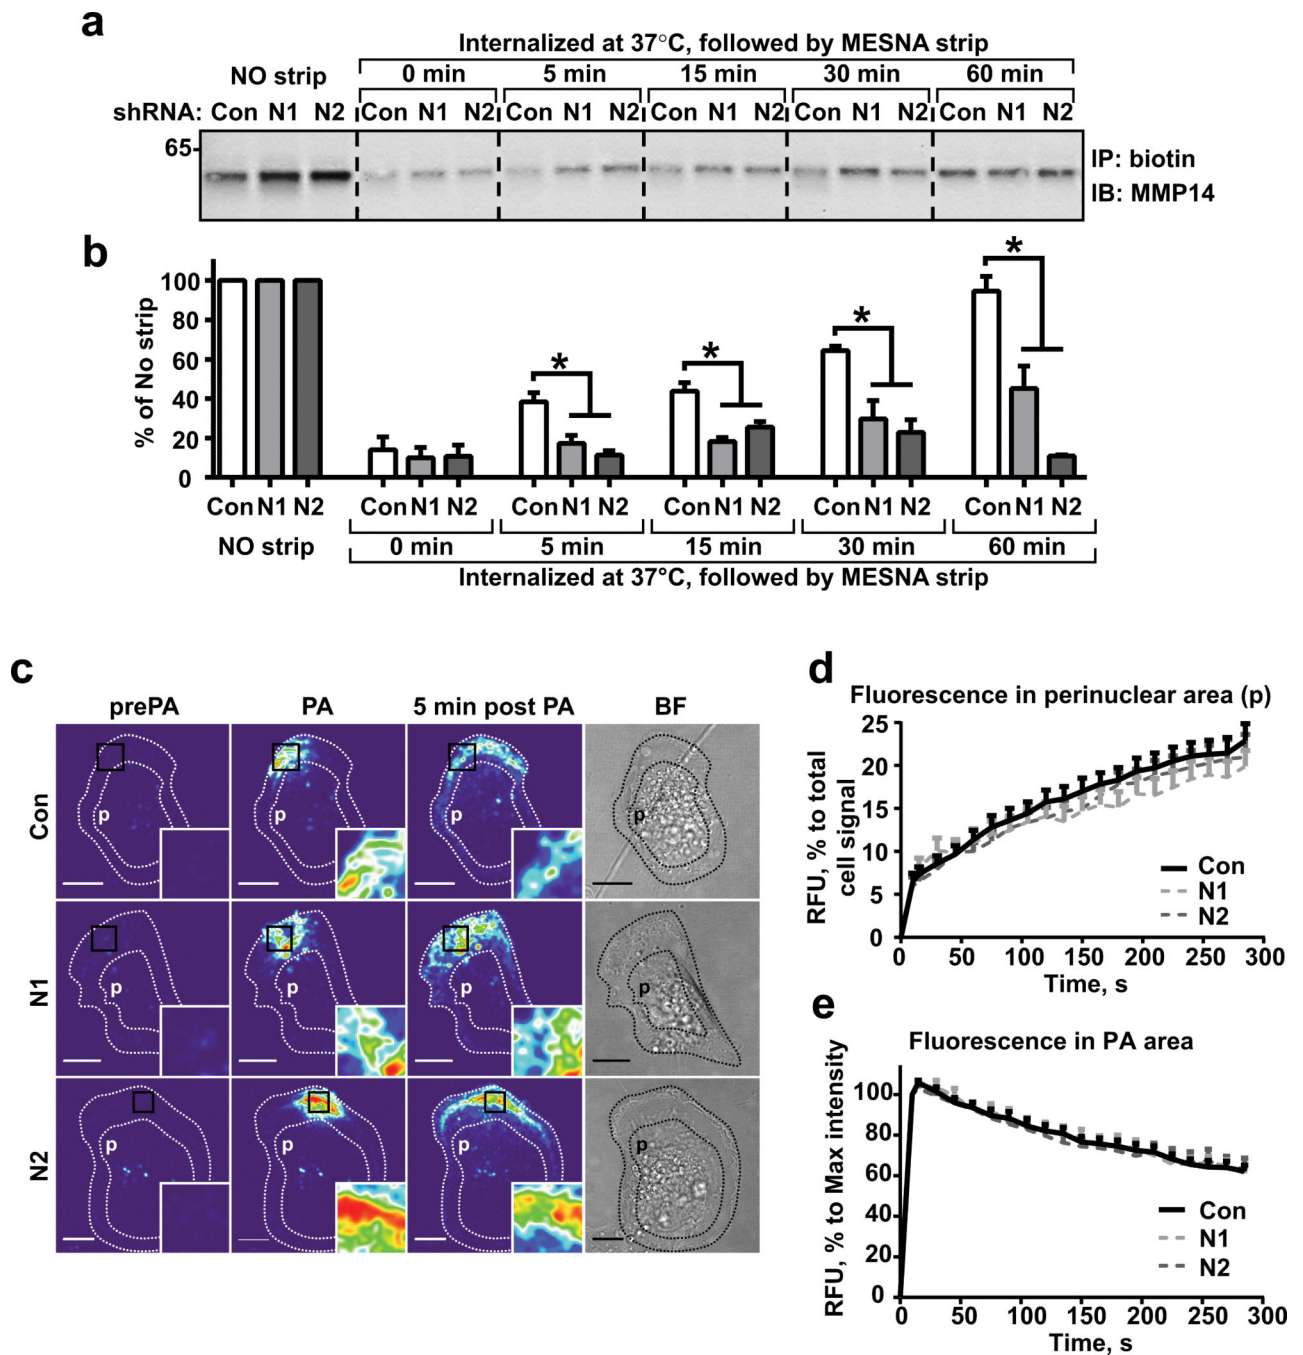 a
Internalized at 37°C, followed by MESNA strip
NO strip 0 min 5 min 15 min 30 min 60 min
shRNA: Con N1 N2 Con N1 N2 Con N1 N2 Con N1 N2 Con N1 N2 Con N1 N2
65
IP: biotin
IB: MMP14
b
% of No strip
100
80
60
40
20
0
* * * *
Con N1 N2 Con N1 N2 Con N1 N2 Con N1 N2 Con N1 N2 Con N1 N2
NO strip 0 min 5 min 15 min 30 min 60 min
Internalized at 37°C, followed by MESNA strip
c
prePA PA 5 min post PA BF
Con
p p p p
N1
p p p p
N2
p p p p
d
Fluorescence in perinuclear area (p)
RFU, % to total
cell signal
25
20
15
10
5
0
Con
N1
N2
0 50 100 150 200 250 300
Time, s
e
Fluorescence in PA area
RFU, % to Max intensity
100
80
60
40
20
0
Con
N1
N2
0 50 100 150 200 250 300
Time, s